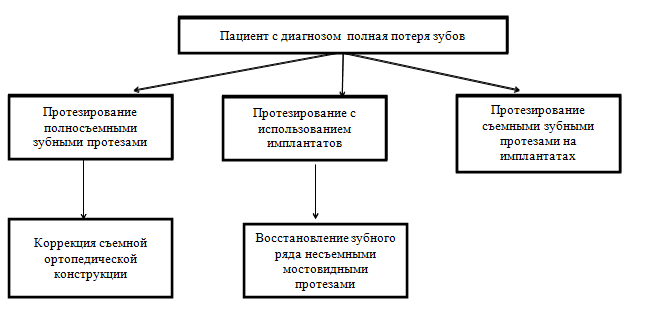 Пациент с диагнозом полная потеря зубов
Протезирование
полносъемными
зубными протезами
Протезирование с
использованием
имплантатов
Протезирование
съемными зубными
протезами на
имплантатах
Коррекция съемной
ортопедической
конструкции
Восстановление зубного
ряда несъемными
мостовидными
протезами